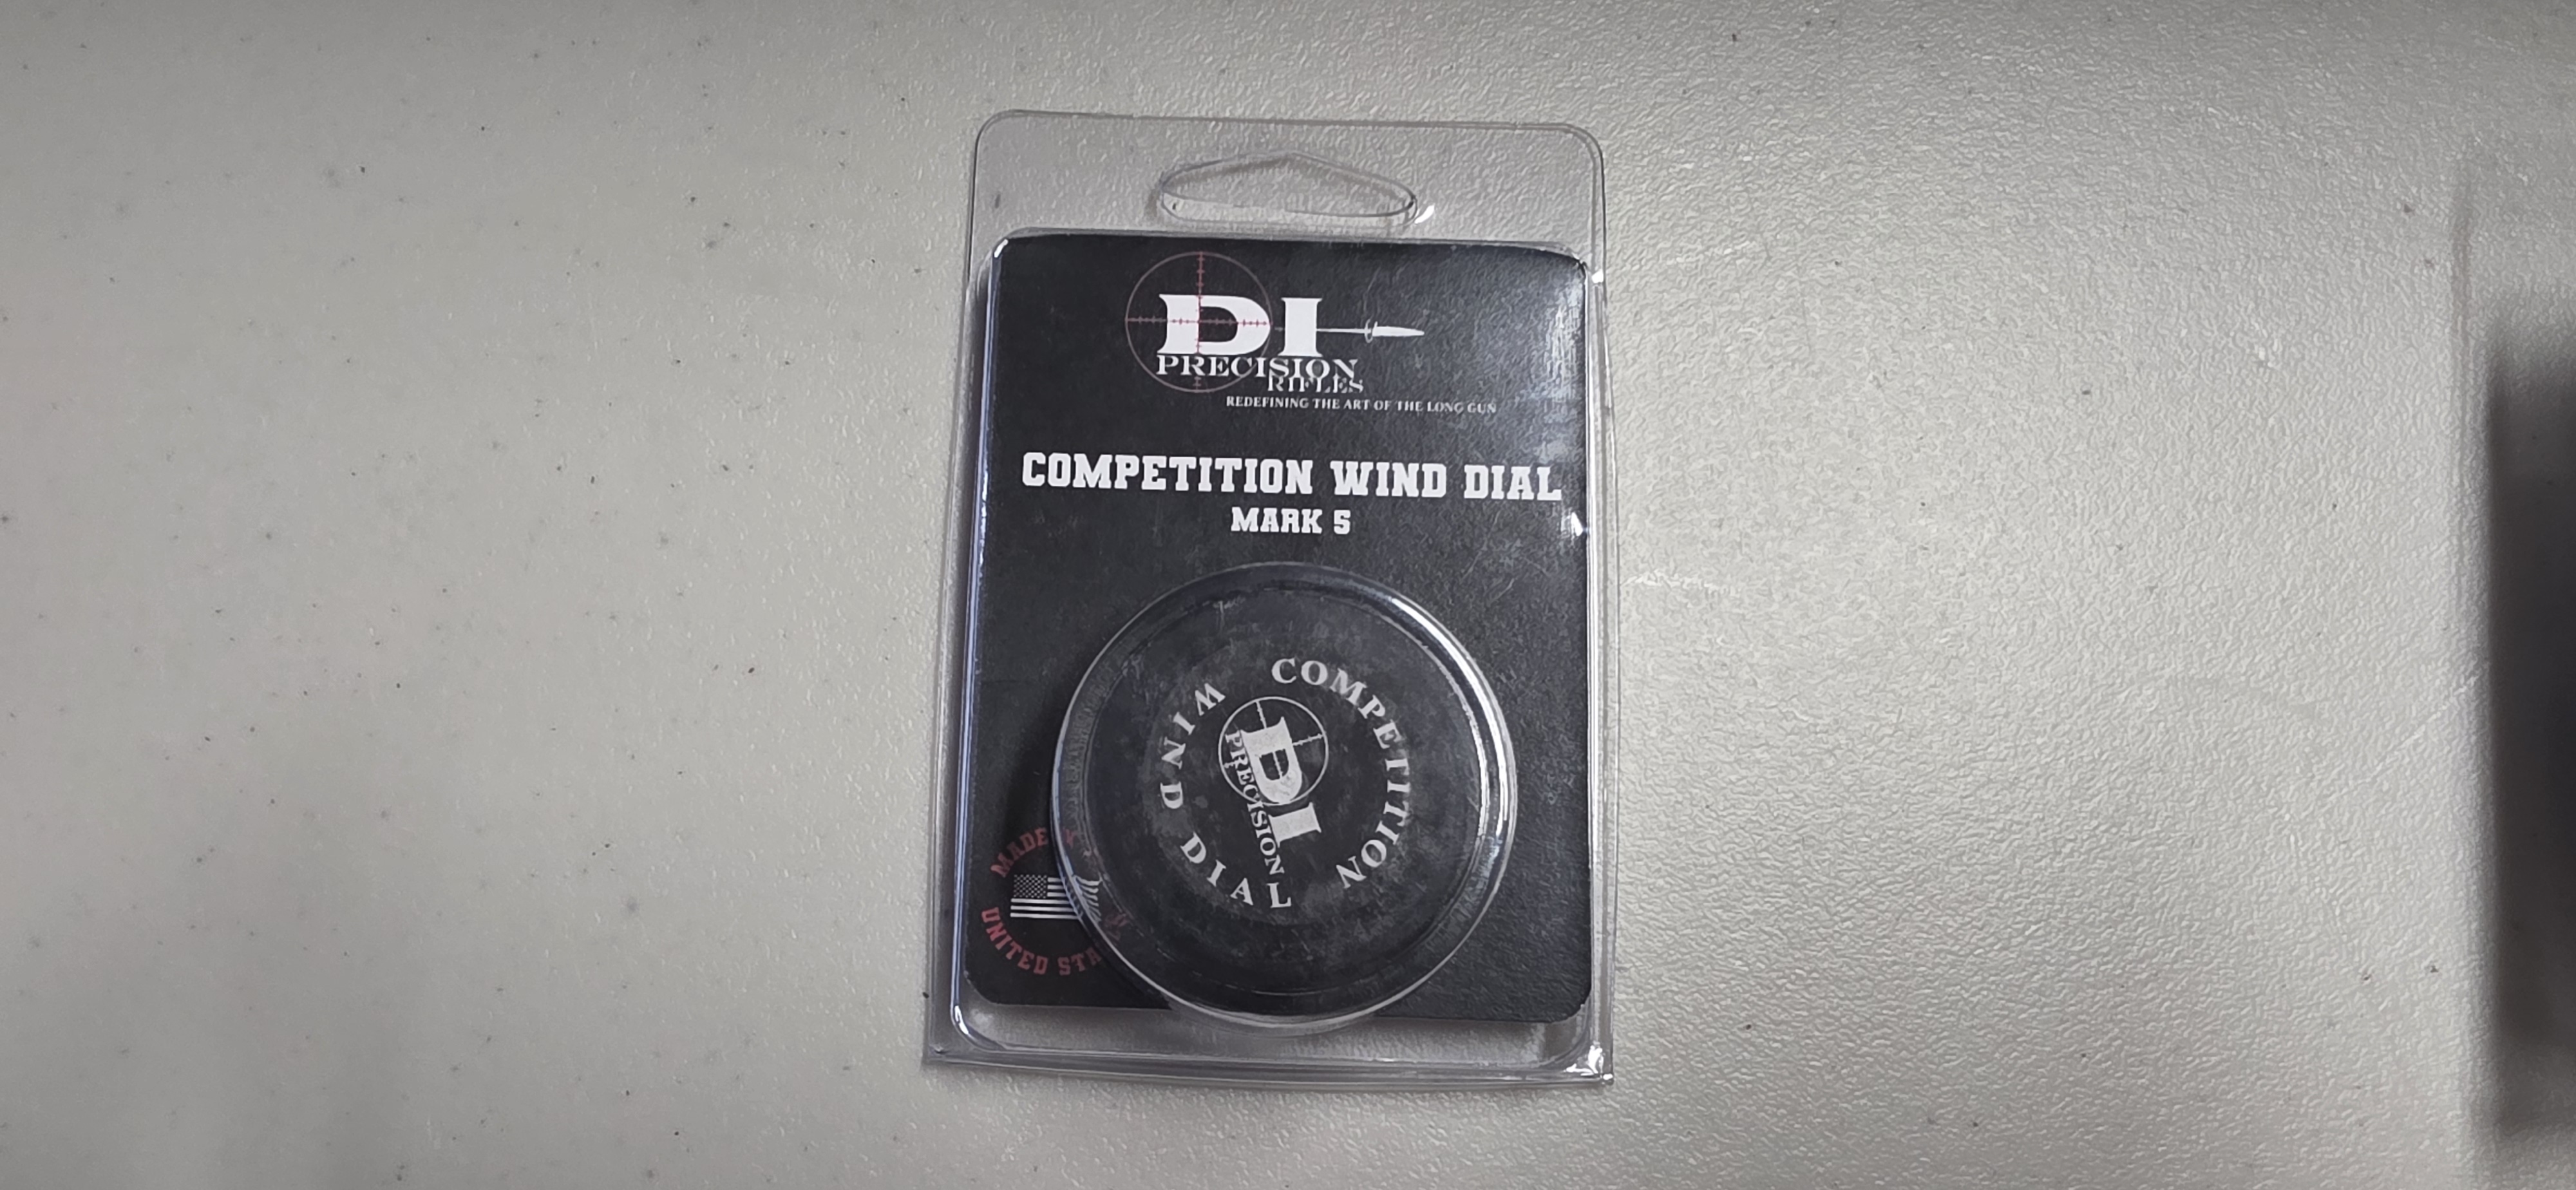 DI
PRECISION
RIFLES
REDEFINING THE ART OF THE LONG GUN
COMPETITION WIND DIAL
MARK 5
COMPETITION
WIND DIAL
DI
PRECISION
MADE
UNITED